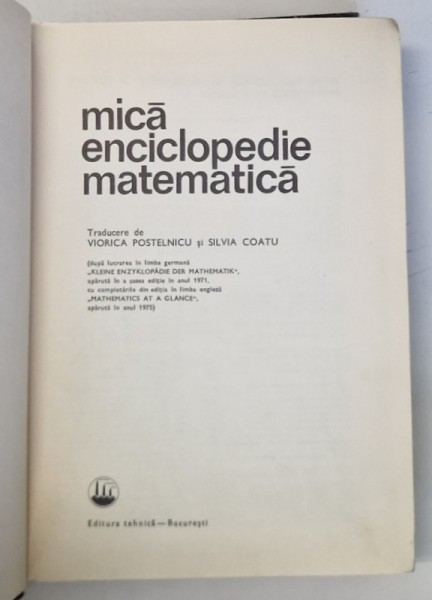 mică
enciclopedie
matematică
Traducere de
VIORICA POSTELNICU și SILVIA COATU
(după lucrarea în limba germană
„KLEINE ENZYKLOPÄDIE DER MATHEMATIK“,
apărută în a șasea ediție în anul 1971,
cu completările din ediția în limba engleză
„MATHEMATICS AT A GLANCE“,
apărută în anul 1975)
Editura tehnică—București